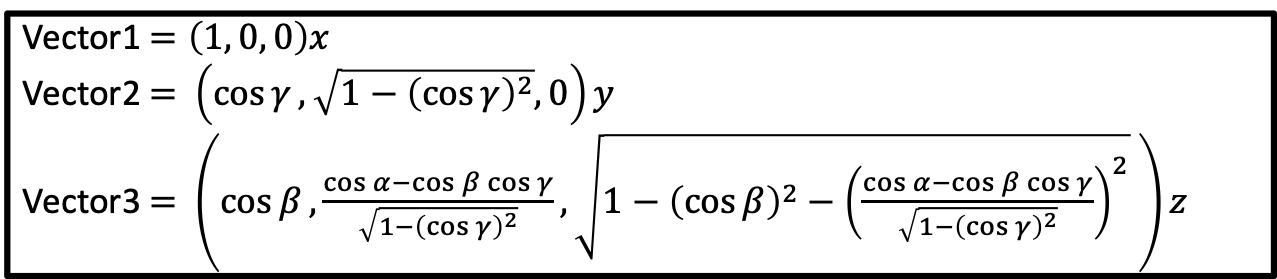 Vector1 = (1, 0, 0)x
Vector2 = (cos γ, √(1 − (cos γ)²), 0)y
Vector3 = (cos β, (cos α−cos β cos γ)/√(1−(cos γ)²), √(1 − (cos β)² − ((cos α−cos β cos γ)/√(1−(cos γ)²))²))z